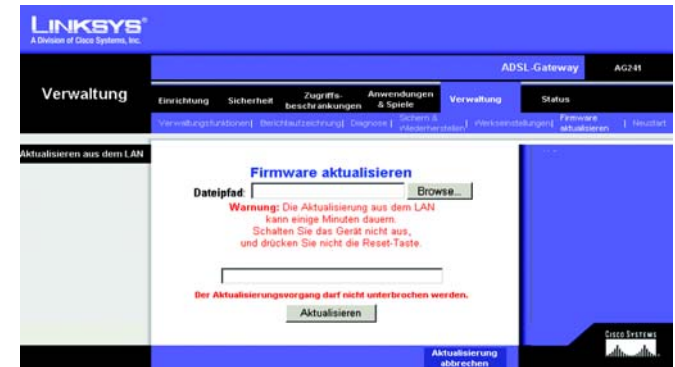 LINKSYS®
A Division of Cisco Systems, Inc.
ADSL-Gateway AG241
Verwaltung
Einrichtung Sicherheit Zugriffs-beschränkungen Anwendungen & Spiele Verwaltung Status
Verwaltungsfunktionen| Berichtaufzeichnung| Diagnose | Sichern & Wiederherstellen| Werkseinstellungen| Firmware aktualisieren | Neustart
Aktualisieren aus dem LAN
Firmware aktualisieren
Dateipfad: Browse...
Warnung: Die Aktualisierung aus dem LAN
kann einige Minuten dauern.
Schalten Sie das Gerät nicht aus,
und drücken Sie nicht die Reset-Taste.
Der Aktualisierungsvorgang darf nicht unterbrochen werden.
Aktualisieren
CISCO SYSTEMS
Aktualisierung
abbrechen